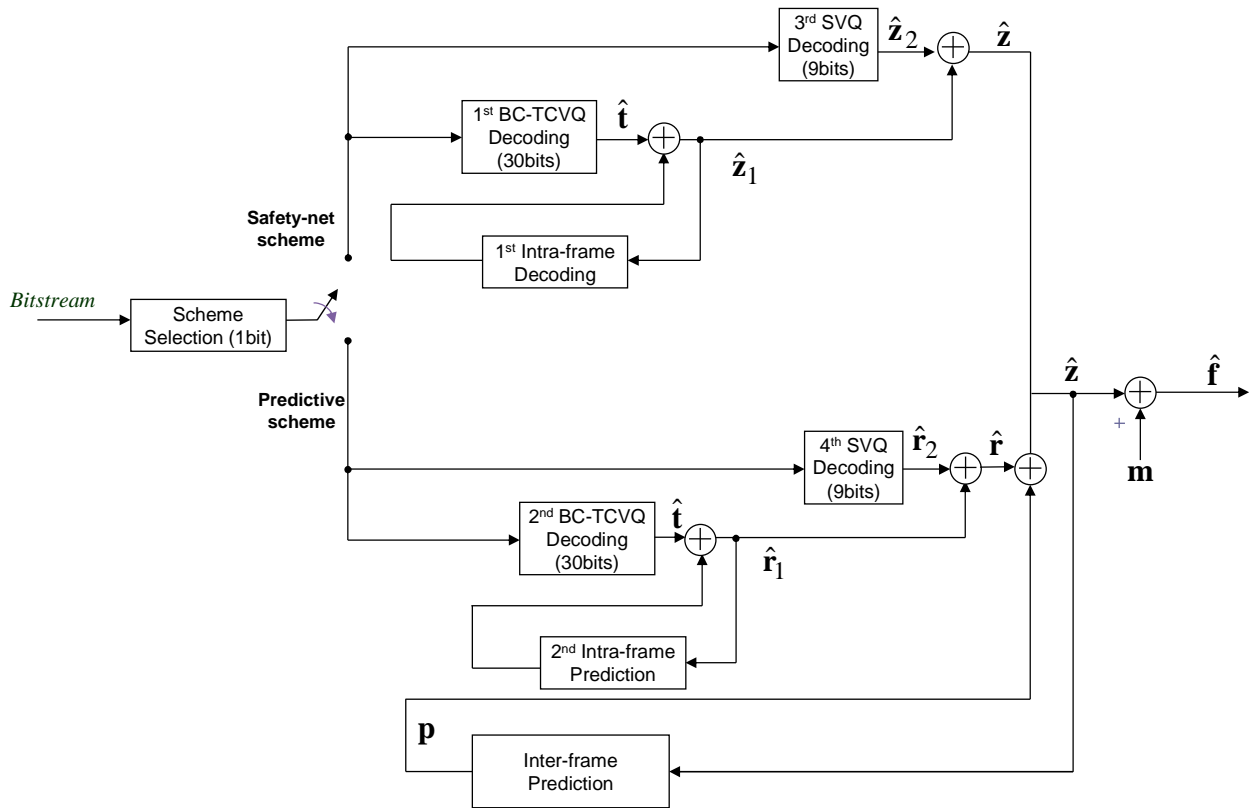 3rd SVQ
Decoding
(9bits)
ẑ2
ẑ
1st BC-TCVQ
Decoding
(30bits)
t̂
ẑ1
Safety-net
scheme
1st Intra-frame
Decoding
Bitstream
Scheme
Selection (1bit)
Predictive
scheme
ẑ
f̂
+
m
4th SVQ
Decoding
(9bits)
r̂2
r̂
2nd BC-TCVQ
Decoding
(30bits)
t̂
r̂1
2nd Intra-frame
Prediction
p
Inter-frame
Prediction